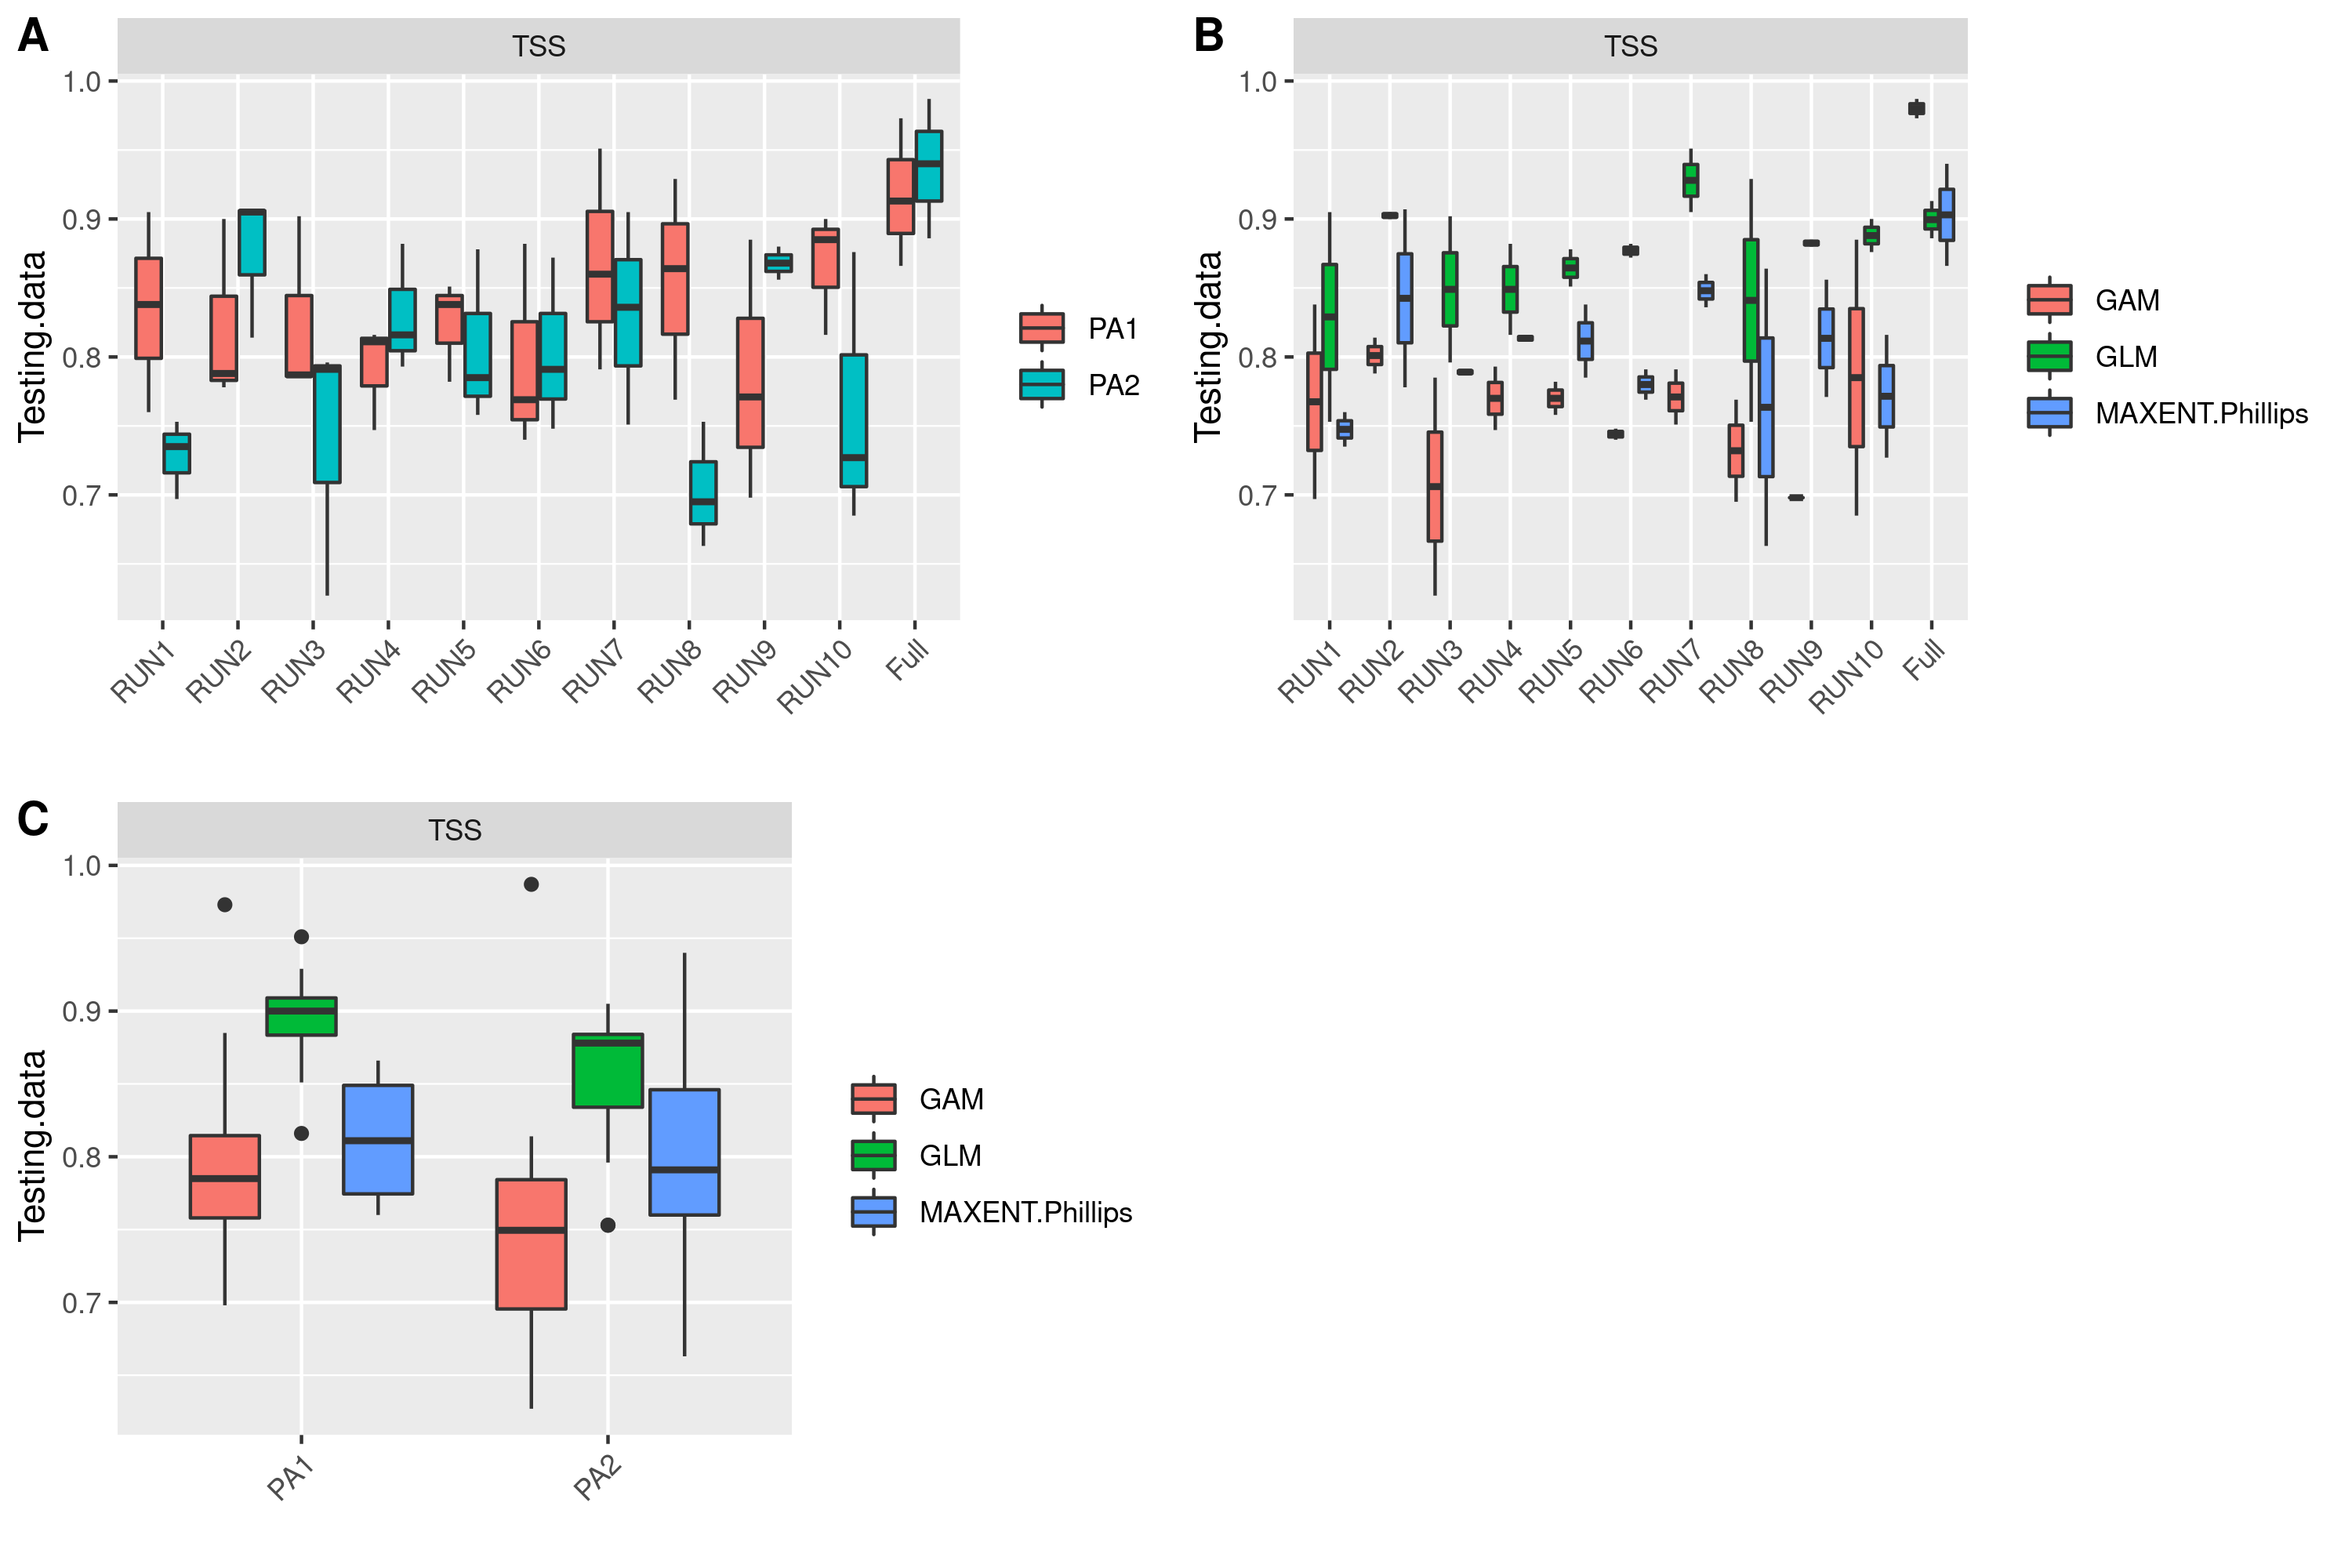 A
TSS
Testing.data
1.0
0.9
0.8
0.7
RUN1
RUN2
RUN3
RUN4
RUN5
RUN6
RUN7
RUN8
RUN9
RUN10
Full
PA1
PA2
B
TSS
Testing.data
1.0
0.9
0.8
0.7
RUN1
RUN2
RUN3
RUN4
RUN5
RUN6
RUN7
RUN8
RUN9
RUN10
Full
GAM
GLM
MAXENT.Phillips
C
TSS
Testing.data
1.0
0.9
0.8
0.7
PA1
PA2
GAM
GLM
MAXENT.Phillips